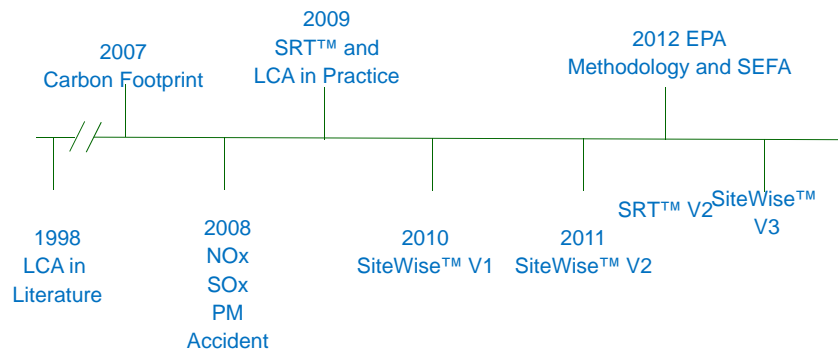 2007
Carbon Footprint
2009
SRT™ and
LCA in Practice
2012 EPA
Methodology and SEFA
1998
LCA in
Literature
2008
NOx
SOx
PM
Accident
2010
SiteWise™ V1
2011
SiteWise™ V2
SRT™ V2
SiteWise™
V3